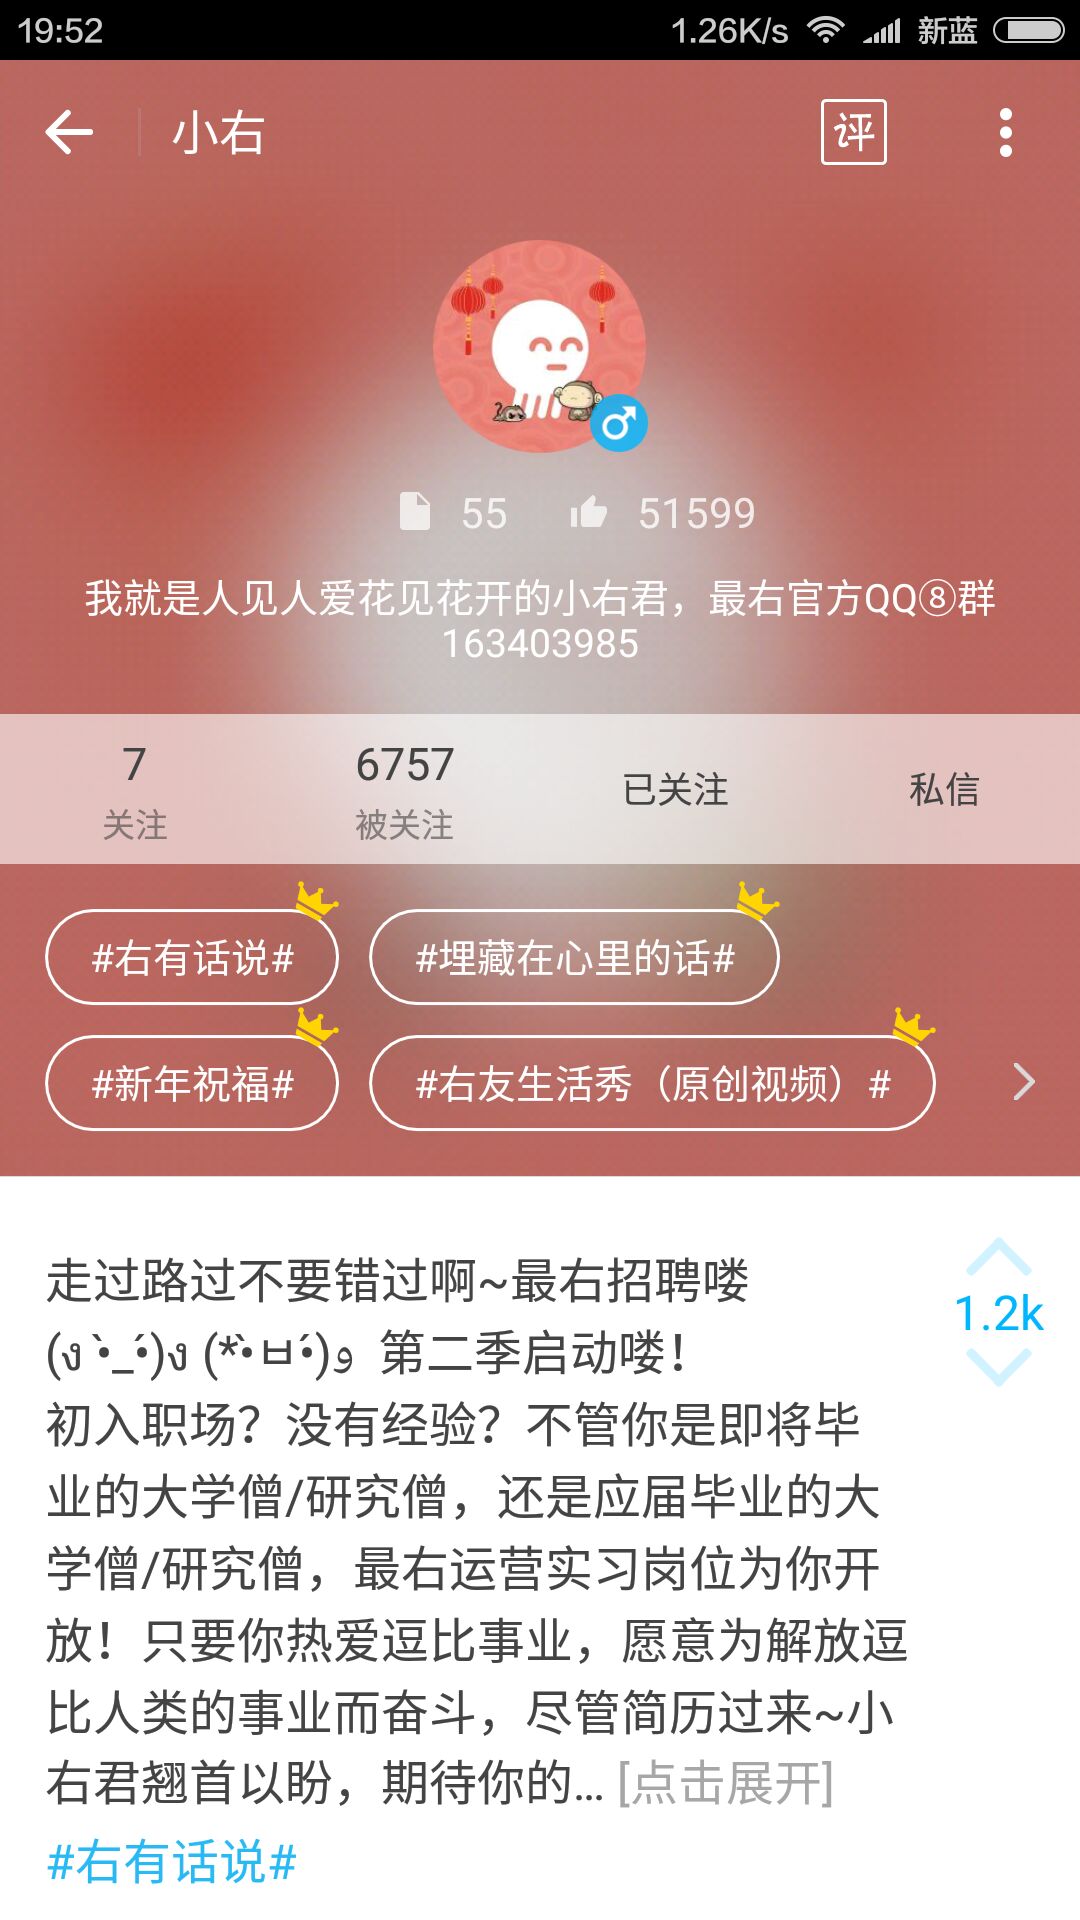 19:52 1.26K/s 新蓝
小右 评
55 51599
我就是人见人爱花见花开的小右君，最右官方QQ⑧群
163403985
7 6757 已关注 私信
关注 被关注
#右有话说# #埋藏在心里的话#
#新年祝福# #右友生活秀（原创视频）#
走过路过不要错过啊~最右招聘喽
(ง •̀_•́)ง (*•̀ㅂ•́)و 第二季启动喽！
1.2k
初入职场？没有经验？不管你是即将毕
业的大学僧/研究僧，还是应届毕业的大
学僧/研究僧，最右运营实习岗位为你开
放！只要你热爱逗比事业，愿意为解放逗
比人类的事业而奋斗，尽管简历过来~小
右君翘首以盼，期待你的... [点击展开]
#右有话说#